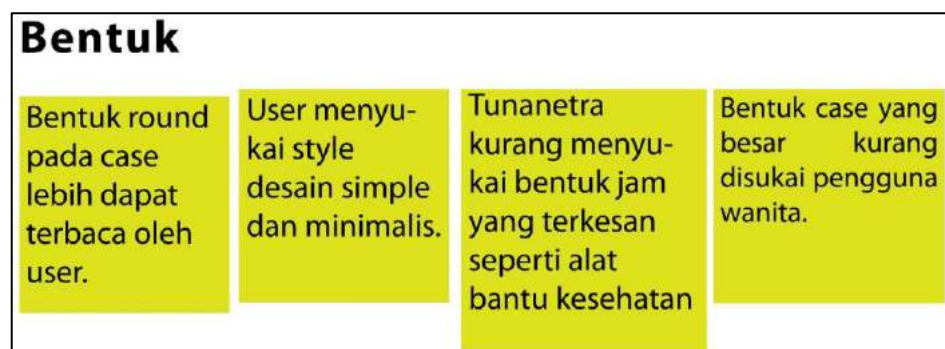 Bentuk
Bentuk round
pada case
lebih dapat
terbaca oleh
user.
User menyu-
kai style
desain simple
dan minimalis.
Tunanetra
kurang menyu-
kai bentuk jam
yang terkesan
seperti alat
bantu kesehatan
Bentuk case yang
besar kurang
disukai pengguna
wanita.